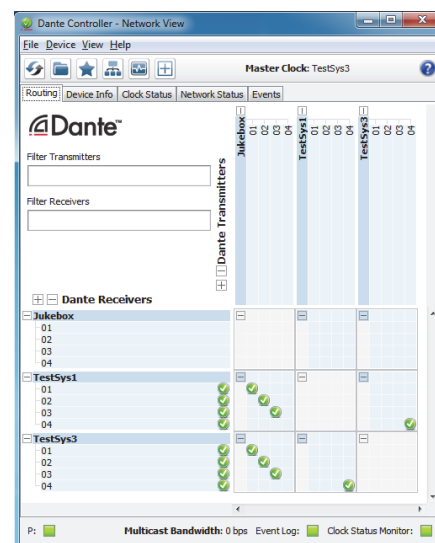 Dante Controller - Network View
File Device View Help
Master Clock: TestSys3
?
Routing Device Info Clock Status Network Status Events
Dante™
Filter Transmitters
Filter Receivers
Dante Transmitters
Jukebox
01
02
03
04
TestSys1
01
02
03
04
TestSys3
01
02
03
04
Dante Receivers
Jukebox
01
02
03
04
TestSys1
01
02
03
04
TestSys3
01
02
03
04
P: Multicast Bandwidth: 0 bps Event Log: Clock Status Monitor: